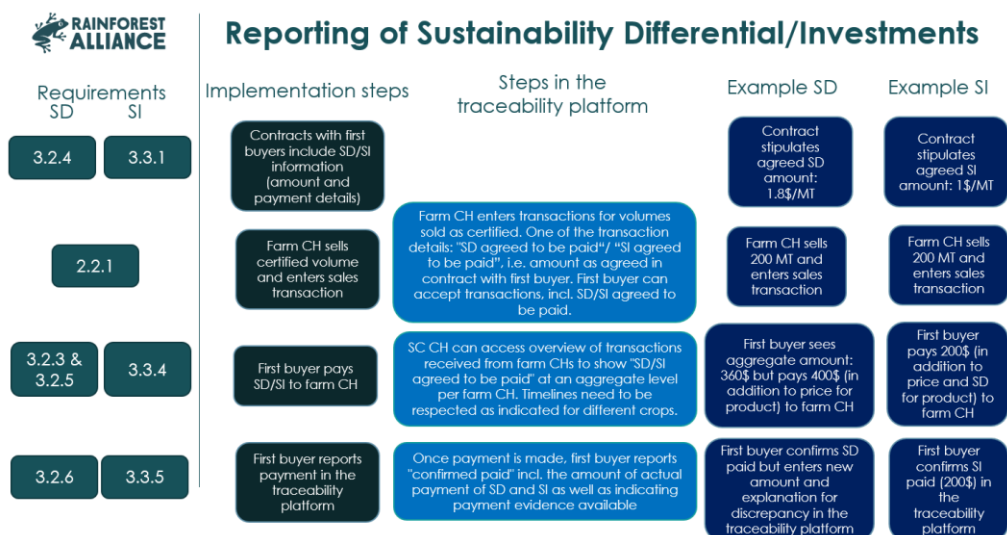 RAINFOREST
ALLIANCE
Reporting of Sustainability Differential/Investments
Requirements
SD SI
Implementation steps
Steps in the
traceability platform
Example SD
Example SI
3.2.4
3.3.1
Contracts with first
buyers include SD/SI
information
(amount and
payment details)
Contract
stipulates
agreed SD
amount:
1.8$/MT
Contract
stipulates
agreed SI
amount: 1$/MT
2.2.1
Farm CH sells
certified volume
and enters sales
transaction
Farm CH enters transactions for volumes
sold as certified. One of the transaction
details: "SD agreed to be paid“/ “SI agreed
to be paid”, i.e. amount as agreed in
contract with first buyer. First buyer can
accept transactions, incl. SD/SI agreed to
be paid.
Farm CH sells
200 MT and
enters sales
transaction
Farm CH sells
200 MT and
enters sales
transaction
3.2.3 &
3.2.5
3.3.4
First buyer pays
SD/SI to farm CH
SC CH can access overview of transactions
received from farm CHs to show "SD/SI
agreed to be paid" at an aggregate level
per farm CH. Timelines need to be
respected as indicated for different crops.
First buyer sees
aggregate amount:
360$ but pays 400$ (in
addition to price for
product) to farm CH
First buyer
pays 200$ (in
addition to
price and SD
for product) to
farm CH
3.2.6
3.3.5
First buyer reports
payment in the
traceability
platform
Once payment is made, first buyer reports
"confirmed paid" incl. the amount of actual
payment of SD and SI as well as indicating
payment evidence available
First buyer confirms SD
paid but enters new
amount and
explanation for
discrepancy in the
traceability platform
First buyer
confirms SI
paid (200$) in
the
traceability
platform